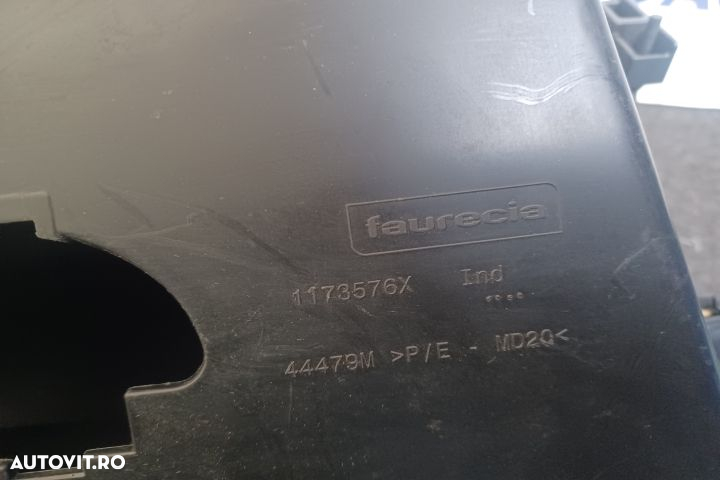 faurecia
1173576X Ind
44479M >P/E - MD20<
AUTOVIT.RO